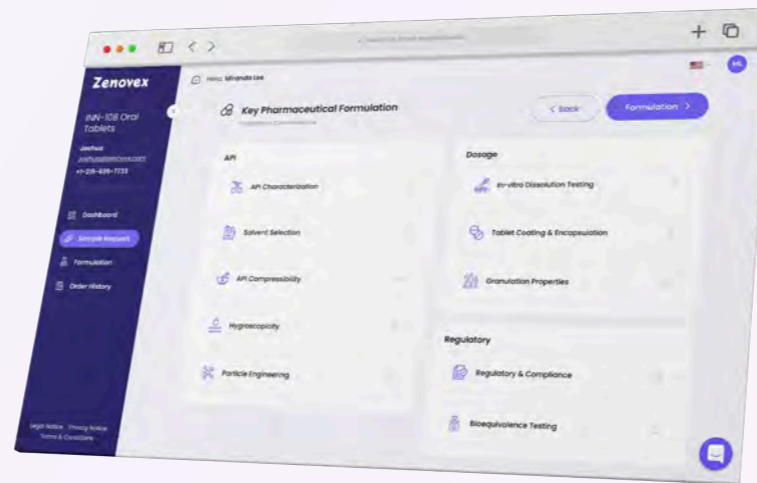 Zenovex
INN-108 Oral
Tablets
Joshua
Dashboard
Sample Request
Formulation
Order History
Legal Notice Privacy Notice
Terms & Conditions
Hello, Miranda Lee
ML
Key Pharmaceutical Formulation
< Back
Formulation >
API
API Characterization
Solvent Selection
API Compressibility
Hygroscopicity
Particle Engineering
Dosage
In-vitro Dissolution Testing
Tablet Coating & Encapsulation
Granulation Properties
Regulatory
Regulatory & Compliance
Bioequivalence Testing